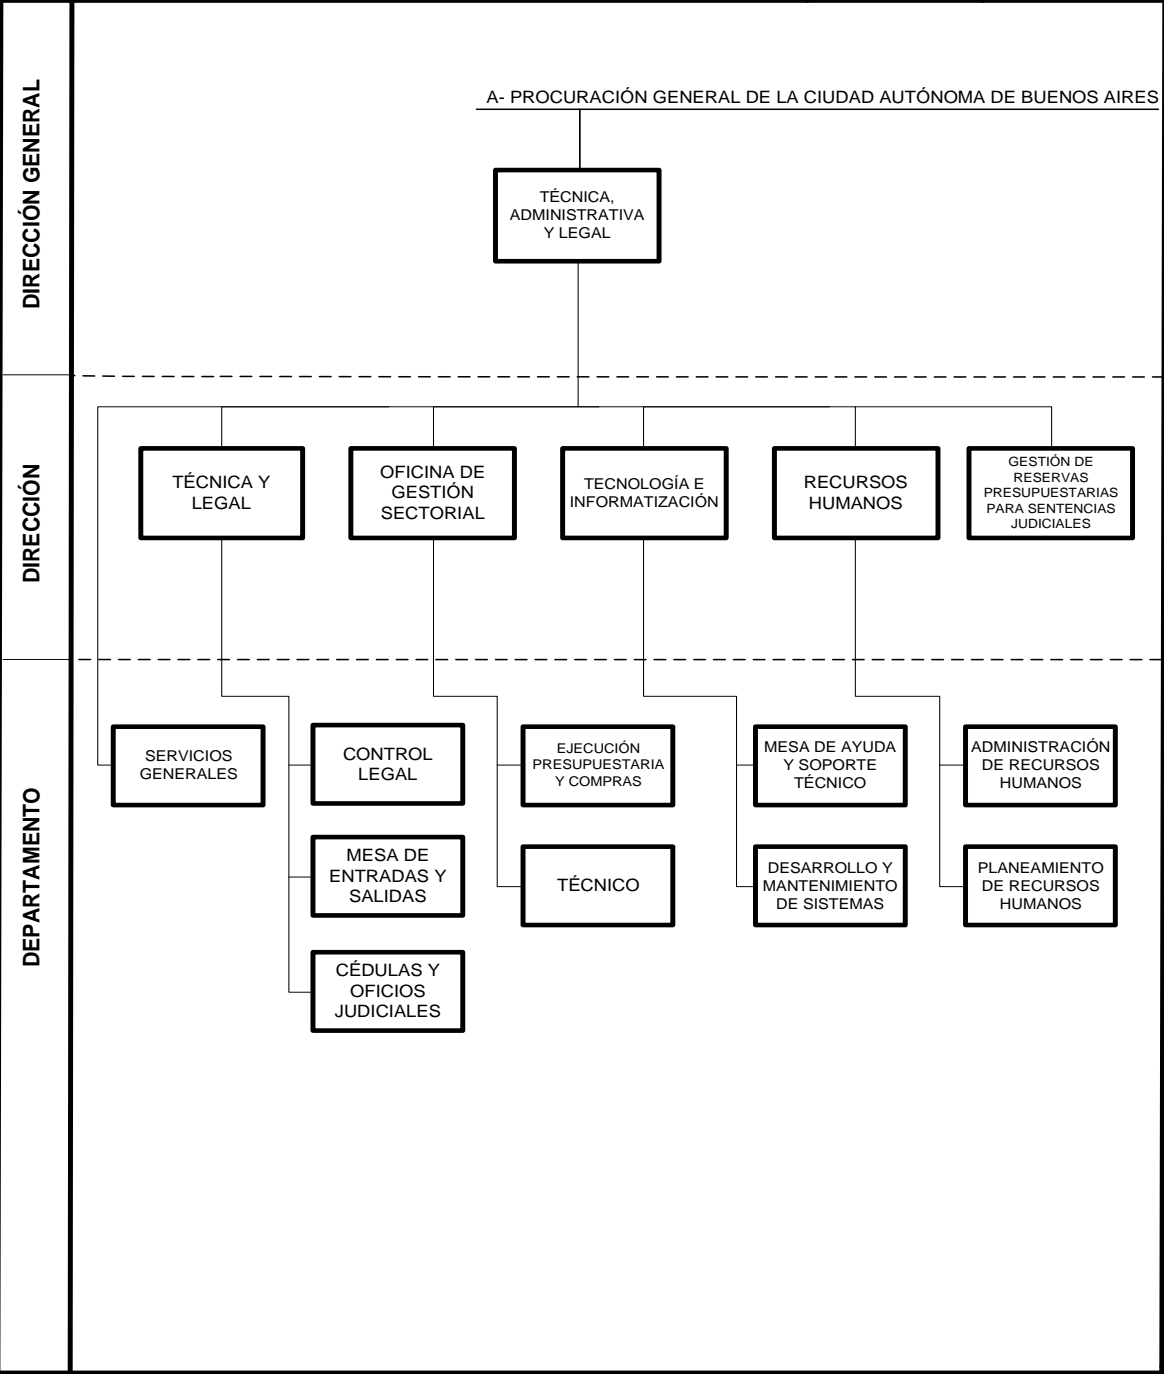 DIRECCIÓN GENERAL
A- PROCURACIÓN GENERAL DE LA CIUDAD AUTÓNOMA DE BUENOS AIRES
TÉCNICA,
ADMINISTRATIVA
Y LEGAL
DIRECCIÓN
TÉCNICA Y
LEGAL
OFICINA DE
GESTIÓN
SECTORIAL
TECNOLOGÍA E
INFORMATIZACIÓN
RECURSOS
HUMANOS
GESTIÓN DE
RESERVAS
PRESUPUESTARIAS
PARA SENTENCIAS
JUDICIALES
DEPARTAMENTO
SERVICIOS
GENERALES
CONTROL
LEGAL
EJECUCIÓN
PRESUPUESTARIA
Y COMPRAS
MESA DE AYUDA
Y SOPORTE
TÉCNICO
ADMINISTRACIÓN
DE RECURSOS
HUMANOS
MESA DE
ENTRADAS Y
SALIDAS
TÉCNICO
DESARROLLO Y
MANTENIMIENTO
DE SISTEMAS
PLANEAMIENTO
DE RECURSOS
HUMANOS
CÉDULAS Y
OFICIOS
JUDICIALES